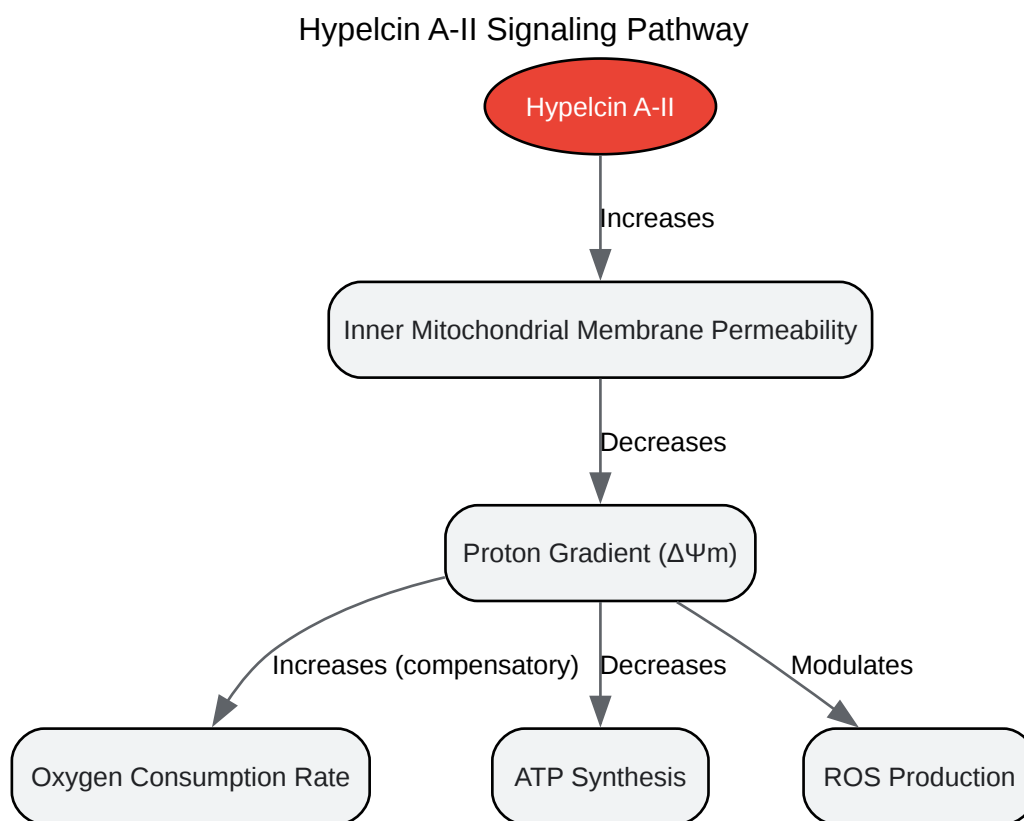 Hypelcin A-II Signaling Pathway
Hypelcin A-II
Increases
Inner Mitochondrial Membrane Permeability
Decreases
Proton Gradient (ΔΨm)
Increases (compensatory)
Decreases
Modulates
Oxygen Consumption Rate
ATP Synthesis
ROS Production